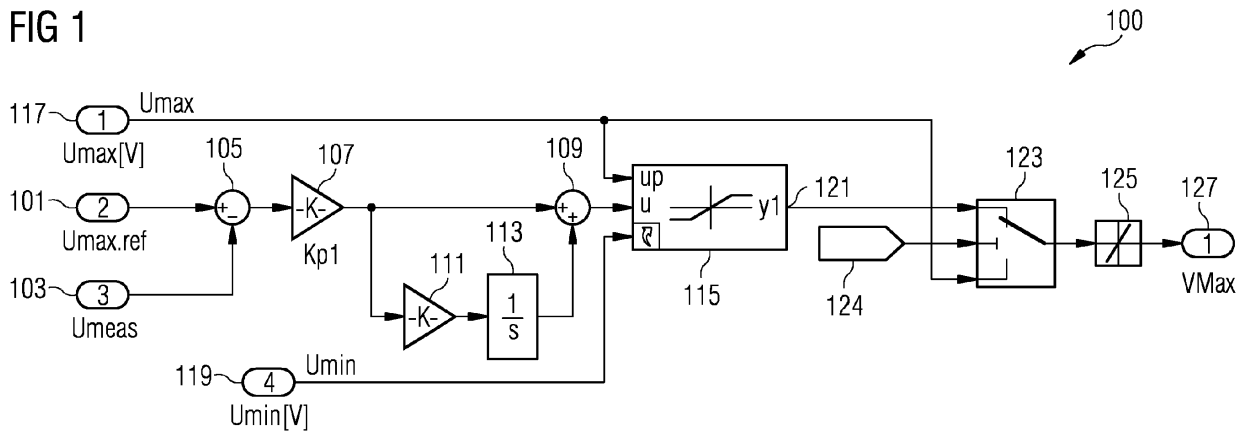 FIG 1
100
117
1
Umax
Umax[V]
105
107
109
101
2
+
−
-K-
+
+
up
u
y1
121
123
125
127
1
VMax
Umax.ref
Kp1
113
103
3
Umeas
111
-K-
1
s
115
124
119
4
Umin
Umin[V]